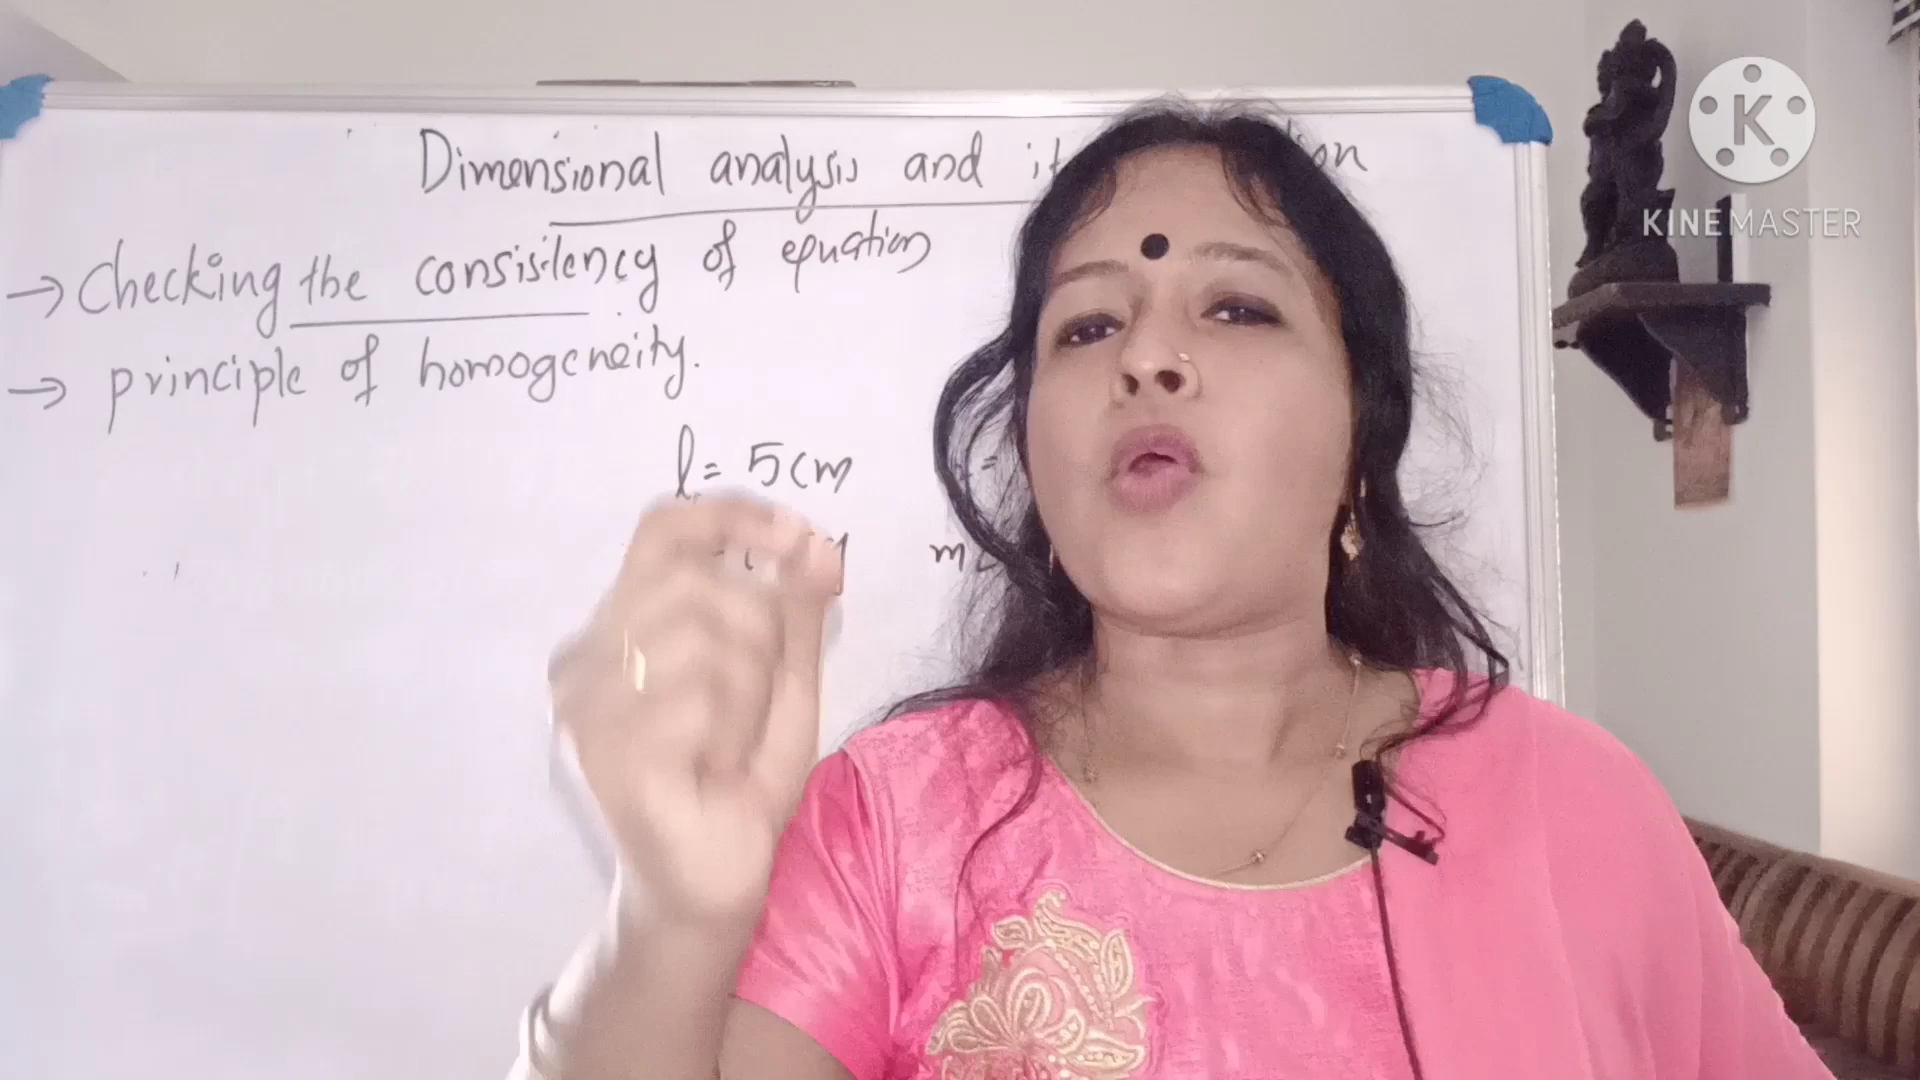 Dimensional analysis and
→ Checking the consistency of equation
→ principle of homogeneity.
l = 5cm
m
K
KINEMASTER